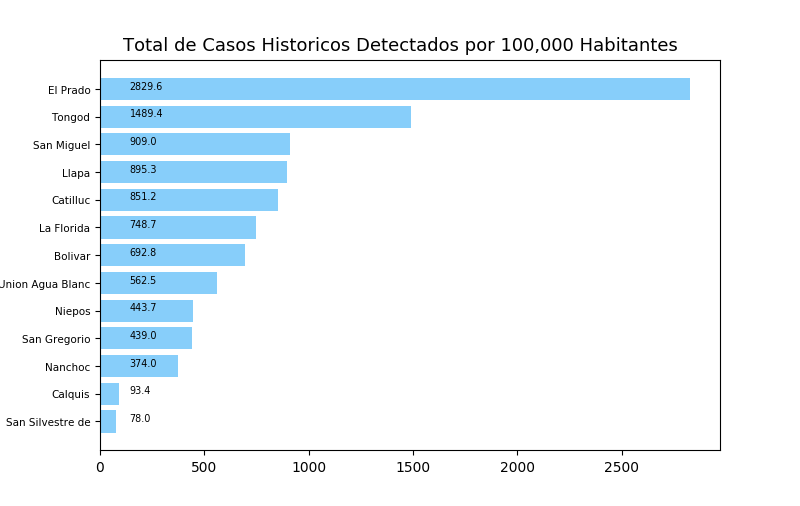 Total de Casos Historicos Detectados por 100,000 Habitantes
El Prado 2829.6
Tongod 1489.4
San Miguel 909.0
Llapa 895.3
Catilluc 851.2
La Florida 748.7
Bolivar 692.8
Union Agua Blanc 562.5
Niepos 443.7
San Gregorio 439.0
Nanchoc 374.0
Calquis 93.4
San Silvestre de 78.0
0 500 1000 1500 2000 2500